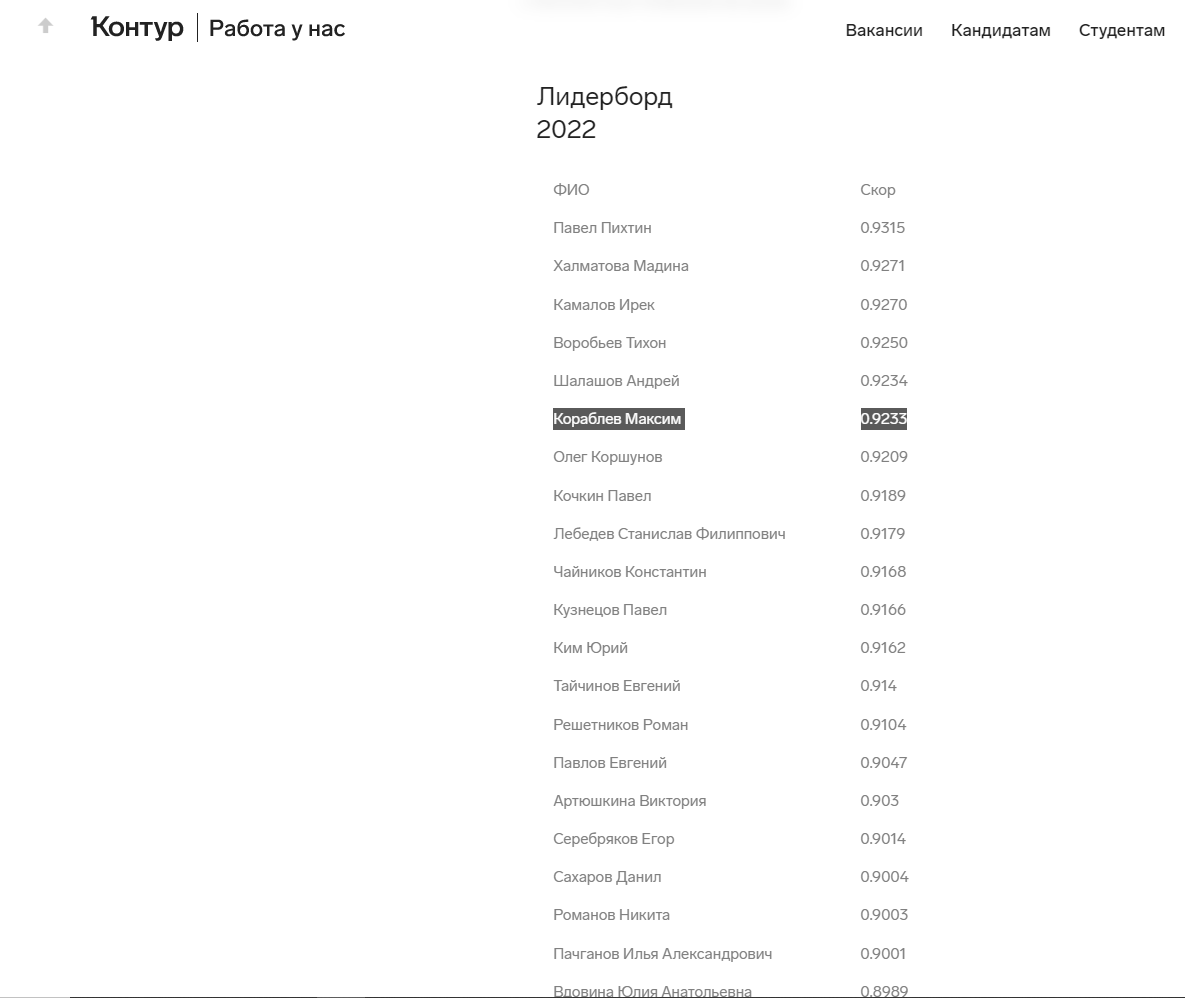 Контур Работа у нас Вакансии Кандидатам Студентам
Лидерборд
2022
ФИО Скор
Павел Пихтин 0.9315
Халматова Мадина 0.9271
Камалов Ирек 0.9270
Воробьев Тихон 0.9250
Шалашов Андрей 0.9234
Кораблев Максим 0.9233
Олег Коршунов 0.9209
Кочкин Павел 0.9189
Лебедев Станислав Филиппович 0.9179
Чайников Константин 0.9168
Кузнецов Павел 0.9166
Ким Юрий 0.9162
Тайчинов Евгений 0.914
Решетников Роман 0.9104
Павлов Евгений 0.9047
Артюшкина Виктория 0.903
Серебряков Егор 0.9014
Сахаров Данил 0.9004
Романов Никита 0.9003
Пачганов Илья Александрович 0.9001
Вдовина Юлия Анатольевна 0.8989